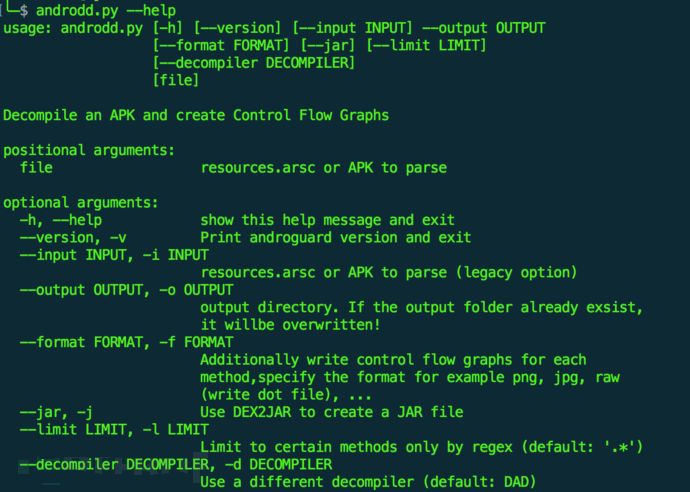 └─$ androdd.py --help
usage: androdd.py [-h] [--version] [--input INPUT] --output OUTPUT
                  [--format FORMAT] [--jar] [--limit LIMIT]
                  [--decompiler DECOMPILER]
                  [file]

Decompile an APK and create Control Flow Graphs

positional arguments:
  file                  resources.arsc or APK to parse

optional arguments:
  -h, --help            show this help message and exit
  --version, -v         Print androguard version and exit
  --input INPUT, -i INPUT
                        resources.arsc or APK to parse (legacy option)
  --output OUTPUT, -o OUTPUT
                        output directory. If the output folder already exsist,
                        it willbe overwritten!
  --format FORMAT, -f FORMAT
                        Additionally write control flow graphs for each
                        method,specify the format for example png, jpg, raw
                        (write dot file), ...
  --jar, -j             Use DEX2JAR to create a JAR file
  --limit LIMIT, -l LIMIT
                        Limit to certain methods only by regex (default: '.*')
  --decompiler DECOMPILER, -d DECOMPILER
                        Use a different decompiler (default: DAD)